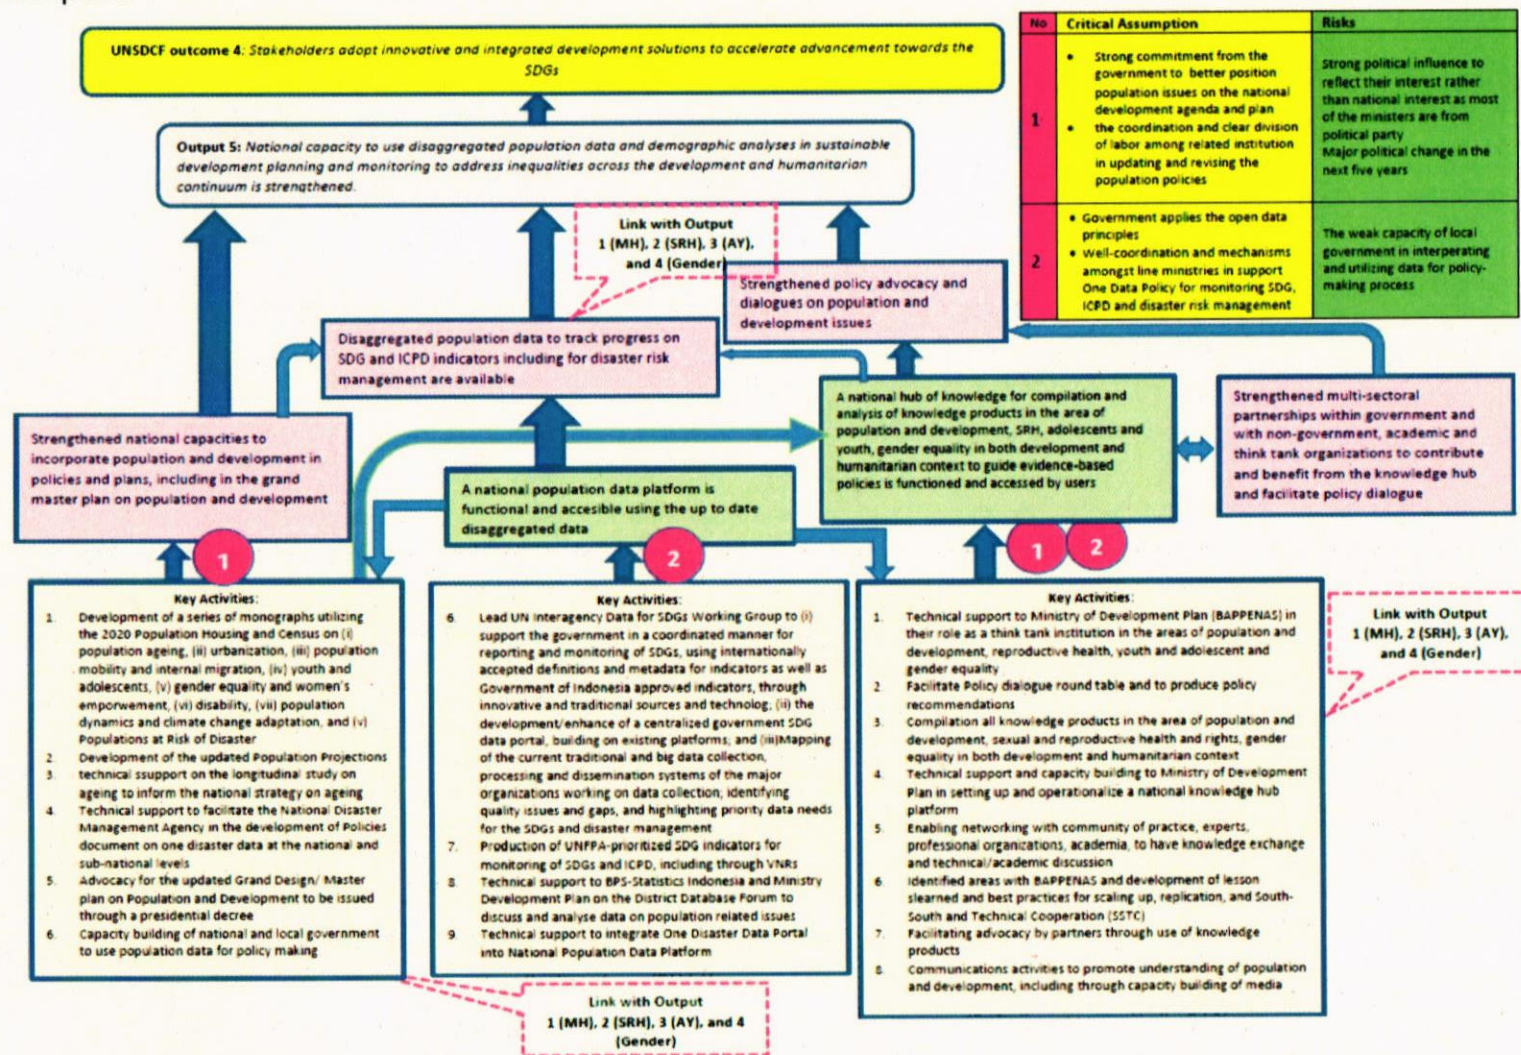 UNSDCF outcome 4: Stakeholders adopt innovative and integrated development solutions to accelerate advancement towards the
SDGs
Output 5: National capacity to use disaggregated population data and demographic analyses in sustainable
development planning and monitoring to address inequalities across the development and humanitarian
continuum is strengthened.
No Critical Assumption Risks
1
• Strong commitment from the
government to better position
population issues on the national
development agenda and plan
• the coordination and clear division
of labor among related institution
in updating and revising the
population policies
Strong political influence to
reflect their interest rather
than national interest as most
of the ministers are from
political party
Major political change in the
next five years
2
• Government applies the open data
principles
• Well-coordination and mechanisms
amongst line ministries in support
One Data Policy for monitoring SDG,
ICPD and disaster risk management
The weak capacity of local
government in interperating
and utilizing data for policy-
making process
Link with Output
1 (MH), 2 (SRH), 3 (AY),
and 4 (Gender)
Strengthened policy advocacy and
dialogues on population and
development issues
Disaggregated population data to track progress on
SDG and ICPD indicators including for disaster risk
management are available
Strengthened national capacities to
incorporate population and development in
policies and plans, including in the grand
master plan on population and development
A national population data platform is
functional and accesible using the up to date
disaggregated data
A national hub of knowledge for compilation and
analysis of knowledge products in the area of
population and development, SRH, adolescents and
youth, gender equality in both development and
humanitarian context to guide evidence-based
policies is functioned and accessed by users
Strengthened multi-sectoral
partnerships within government and
with non-government, academic and
think tank organizations to contribute
and benefit from the knowledge hub
and facilitate policy dialogue
1
2
1
2
Key Activities:
1. Development of a series of monographs utilizing
the 2020 Population Housing and Census on (i)
population ageing, (ii) urbanization, (iii) population
mobility and internal migration, (iv) youth and
adolescents, (v) gender equality and women's
emporwement, (vi) disability, (vii) population
dynamics and climate change adaptation, and (v)
Populations at Risk of Disaster
2. Development of the updated Population Projections
3. technical ssupport on the longitudinal study on
ageing to inform the national strategy on ageing
4. Technical support to facilitate the National Disaster
Management Agency in the development of Policies
document on one disaster data at the national and
sub-national levels
5. Advocacy for the updated Grand Design/ Master
plan on Population and Development to be issued
through a presidential decree
6. Capacity building of national and local government
to use population data for policy making
Key Activities:
6. Lead UN Interagency Data for SDGs Working Group to (i)
support the government in a coordinated manner for
reporting and monitoring of SDGs, using internationally
accepted definitions and metadata for indicators as well as
Government of Indonesia approved indicators, through
innovative and traditional sources and technolog; (ii) the
development/enhance of a centralized government SDG
data portal, building on existing platforms; and (iii)Mapping
of the current traditional and big data collection,
processing and dissemination systems of the major
organizations working on data collection; identifying
quality issues and gaps, and highlighting priority data needs
for the SDGs and disaster management
7. Production of UNFPA-prioritized SDG indicators for
monitoring of SDGs and ICPD, including through VNRs
8. Technical support to BPS-Statistics Indonesia and Ministry
Development Plan on the District Database Forum to
discuss and analyse data on population related issues
9. Technical support to integrate One Disaster Data Portal
into National Population Data Platform
Key Activities:
1. Technical support to Ministry of Development Plan (BAPPENAS) in
their role as a think tank institution in the areas of population and
development, reproductive health, youth and adolescent and
gender equality
2. Facilitate Policy dialogue round table and to produce policy
recommendations
3. Compilation all knowledge products in the area of population and
development, sexual and reproductive health and rights, gender
equality in both development and humanitarian context
4. Technical support and capacity building to Ministry of Development
Plan in setting up and operationalize a national knowledge hub
platform
5. Enabling networking with community of practice, experts,
professional organizations, academia, to have knowledge exchange
and technical/academic discussion
6. Identified areas with BAPPENAS and development of lesson
slearned and best practices for scaling up, replication, and South-
South and Technical Cooperation (SSTC)
7. Facilitating advocacy by partners through use of knowledge
products
8. Communications activities to promote understanding of population
and development, including through capacity building of media
Link with Output
1 (MH), 2 (SRH), 3 (AY),
and 4 (Gender)
Link with Output
1 (MH), 2 (SRH), 3 (AY), and 4
(Gender)